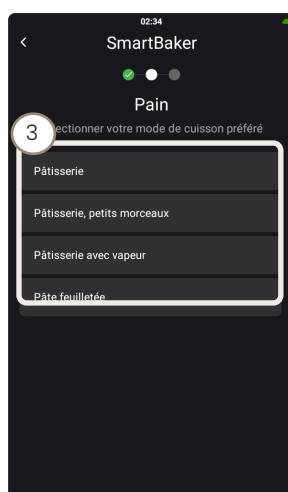 02:34
SmartBaker
Pain
3
ectionner votre mode de cuisson préféré
Pâtisserie
Pâtisserie, petits morceaux
Pâtisserie avec vapeur
Pâte feuilletée